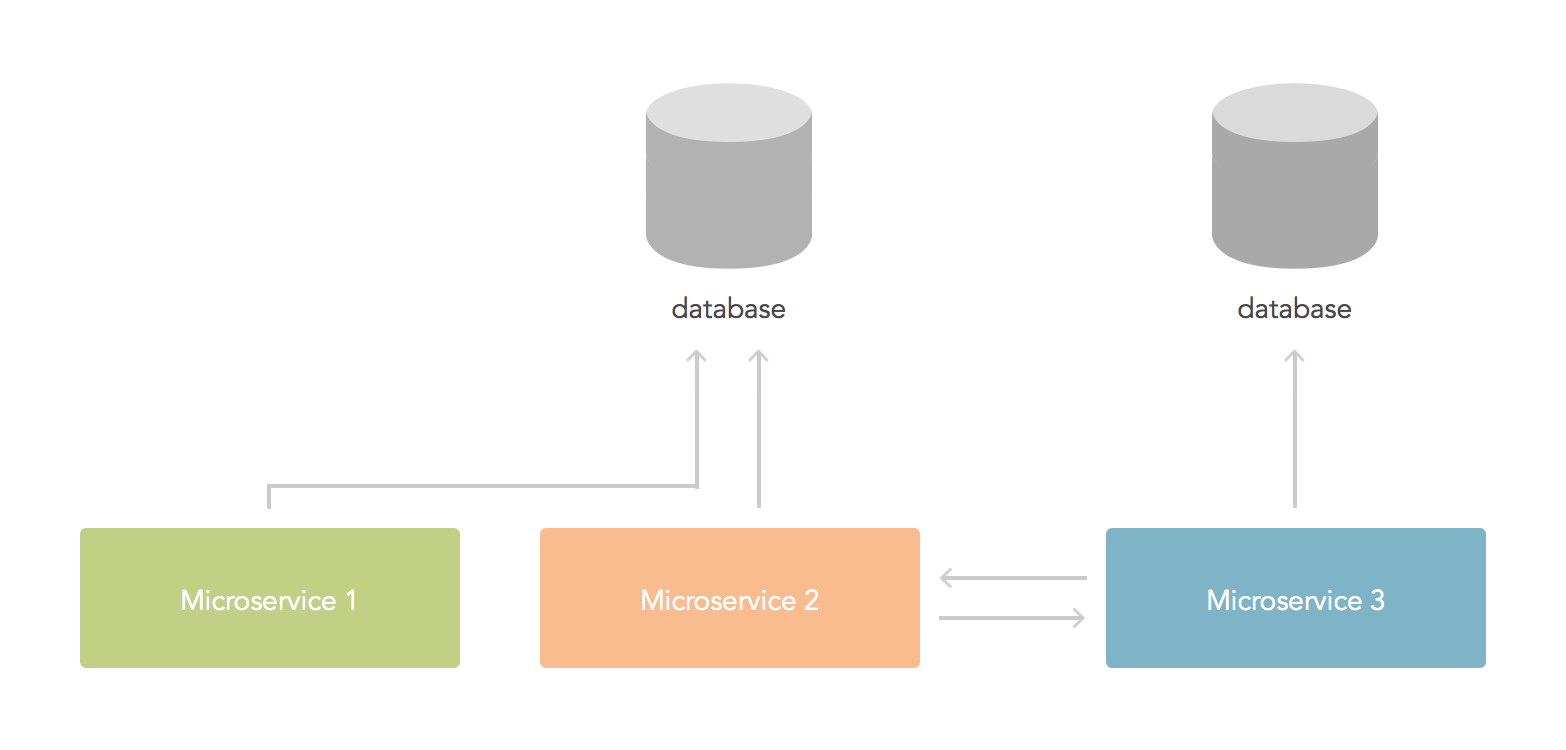 database
database
Microservice 1
Microservice 2
Microservice 3